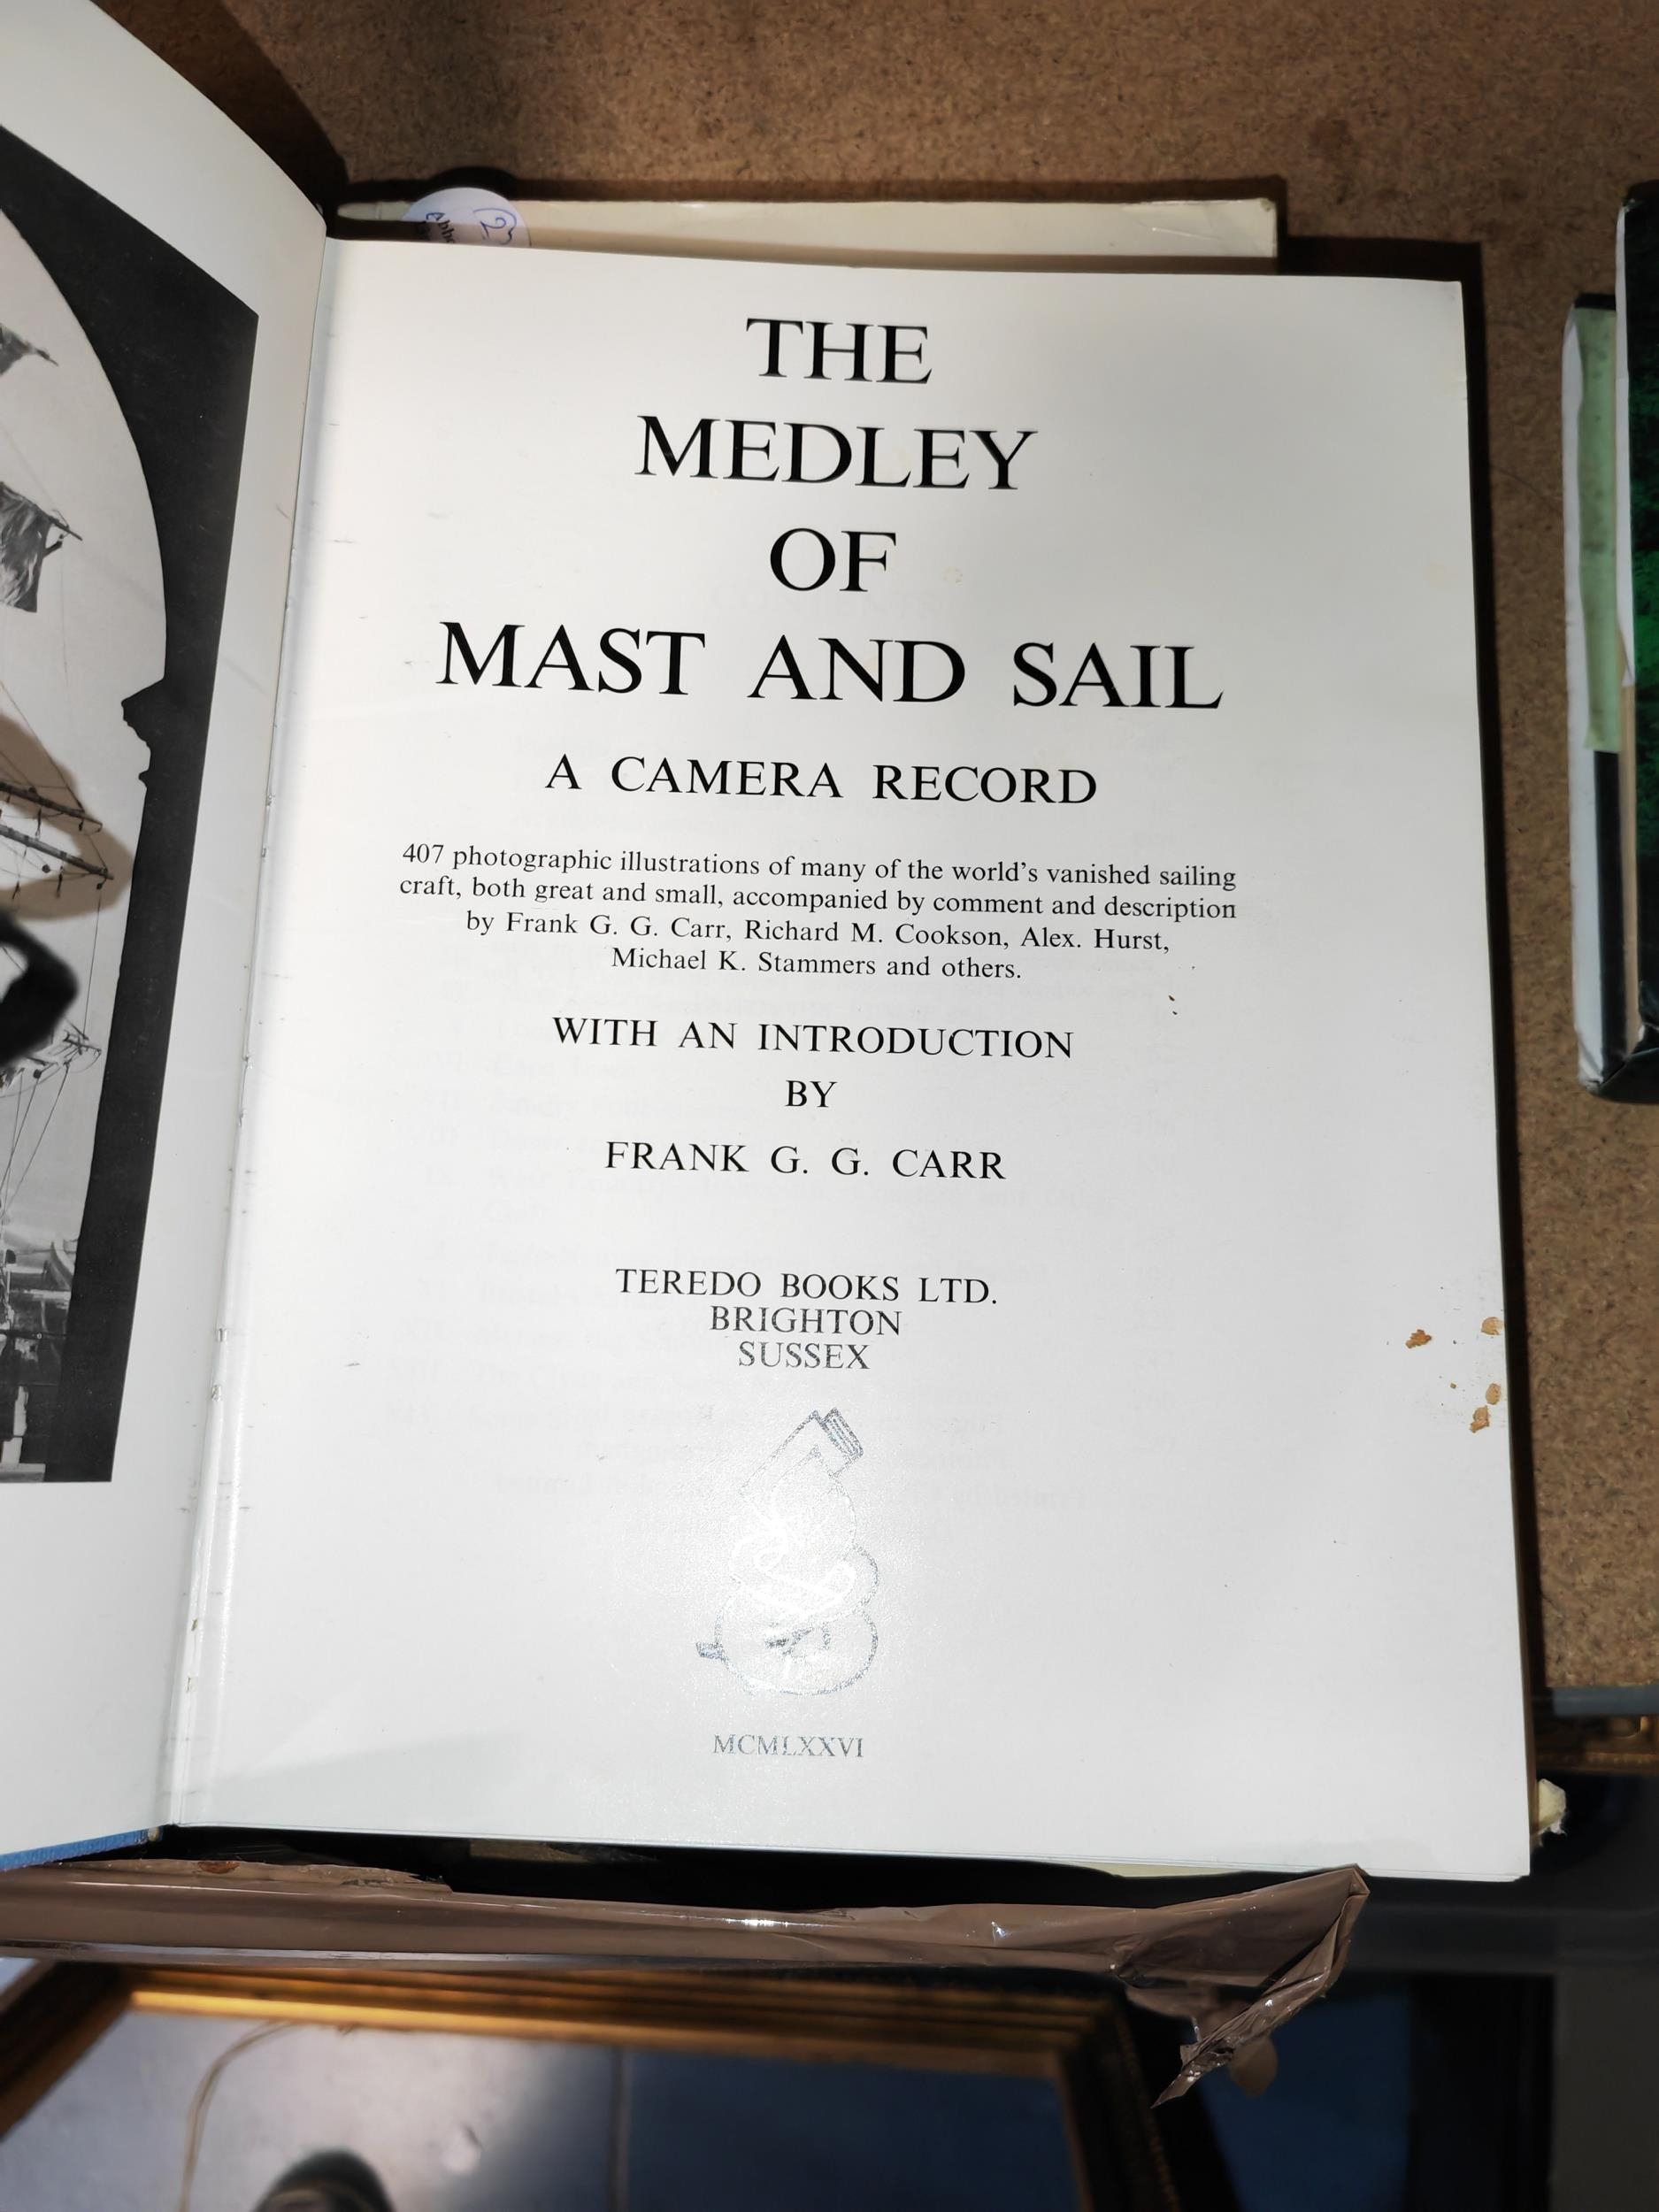 THE
MEDLEY
OF
MAST AND SAIL
A CAMERA RECORD
407 photographic illustrations of many of the world's vanished sailing
craft, both great and small, accompanied by comment and description
by Frank G. G. Carr, Richard M. Cookson, Alex. Hurst,
Michael K. Stammers and others.
WITH AN INTRODUCTION
BY
FRANK G. G. CARR
TEREDO BOOKS LTD.
BRIGHTON
SUSSEX
MCMLXXVI